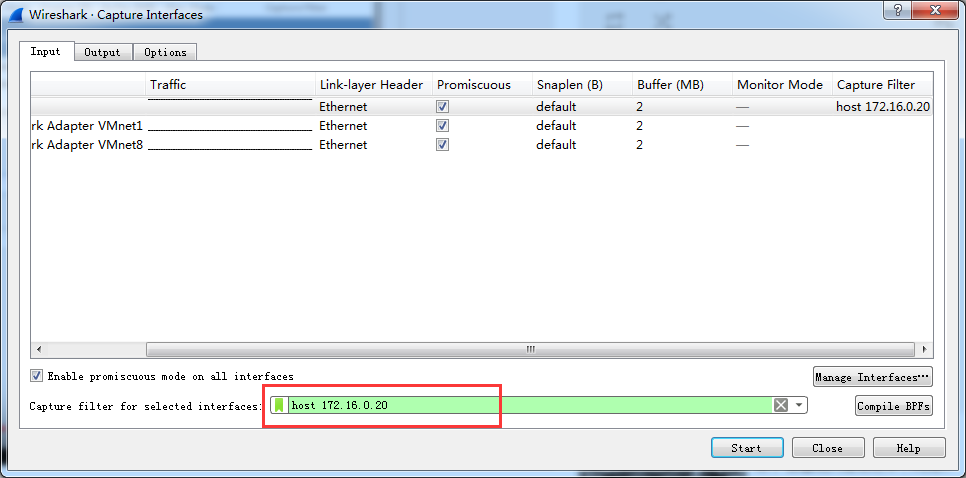 Wireshark · Capture Interfaces
Input Output Options
Traffic Link-layer Header Promiscuous Snaplen (B) Buffer (MB) Monitor Mode Capture Filter
Ethernet default 2 — host 172.16.0.20
rk Adapter VMnet1 Ethernet default 2 —
rk Adapter VMnet8 Ethernet default 2 —
Enable promiscuous mode on all interfaces
Manage Interfaces…
Capture filter for selected interfaces: host 172.16.0.20
Compile BPFs
Start Close Help